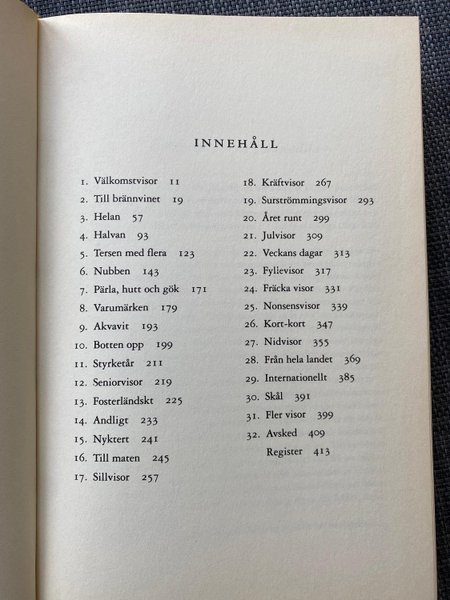 INNEHÅLL
1. Välkomstvisor 11
2. Till brännvinet 19
3. Helan 57
4. Halvan 93
5. Tersen med flera 123
6. Nubben 143
7. Pärla, hutt och gök 171
8. Varumärken 179
9. Akvavit 193
10. Botten opp 199
11. Styrketår 211
12. Seniorvisor 219
13. Fosterländskt 225
14. Andligt 233
15. Nyktert 241
16. Till maten 245
17. Sillvisor 257
18. Kräftvisor 267
19. Surströmmingsvisor 293
20. Året runt 299
21. Julvisor 309
22. Veckans dagar 313
23. Fyllevisor 317
24. Fräcka visor 331
25. Nonsensvisor 339
26. Kort-kort 347
27. Nidvisor 355
28. Från hela landet 369
29. Internationellt 385
30. Skål 391
31. Fler visor 399
32. Avsked 409
Register 413